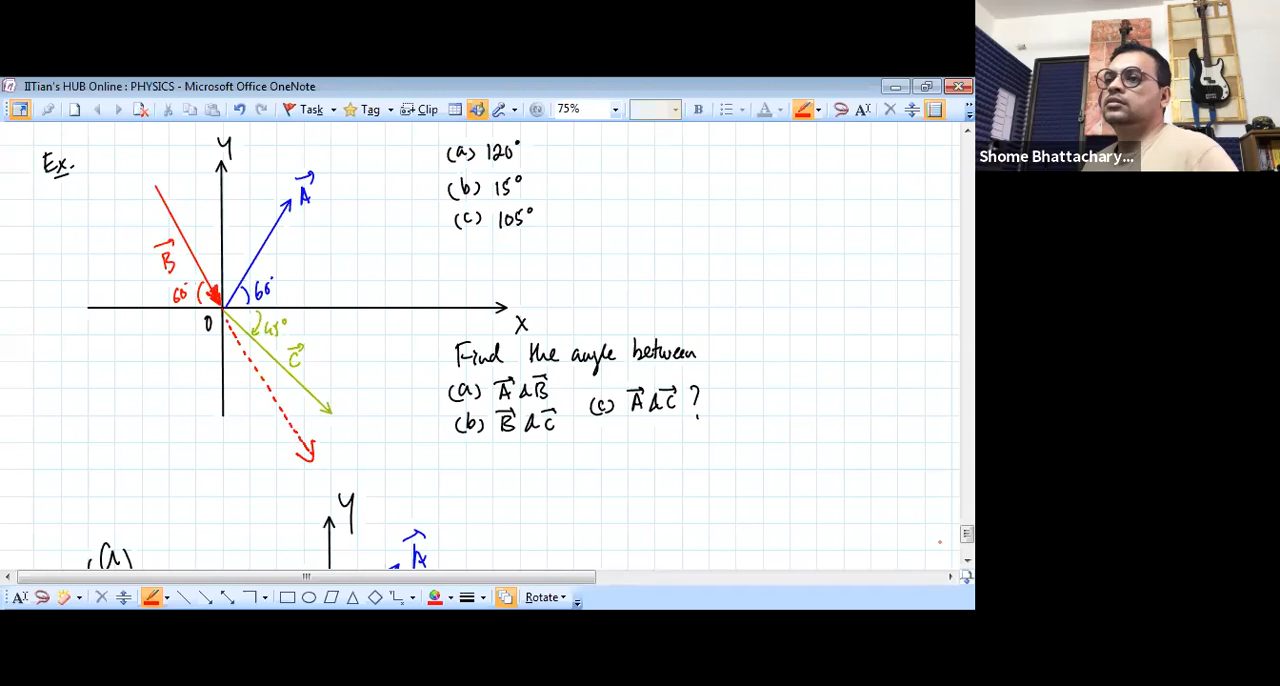 IITian's HUB Online : PHYSICS - Microsoft Office OneNote
Task Tag Clip 75% B A A
Shome Bhattachary...
Ex.
Y
A
B
60°
60°
O
X
45°
C
(a) 120°
(b) 15°
(c) 105°
Find the angle between
(a) A & B
(b) B & C
(c) A & C ?
Y
(a)
A
Rotate